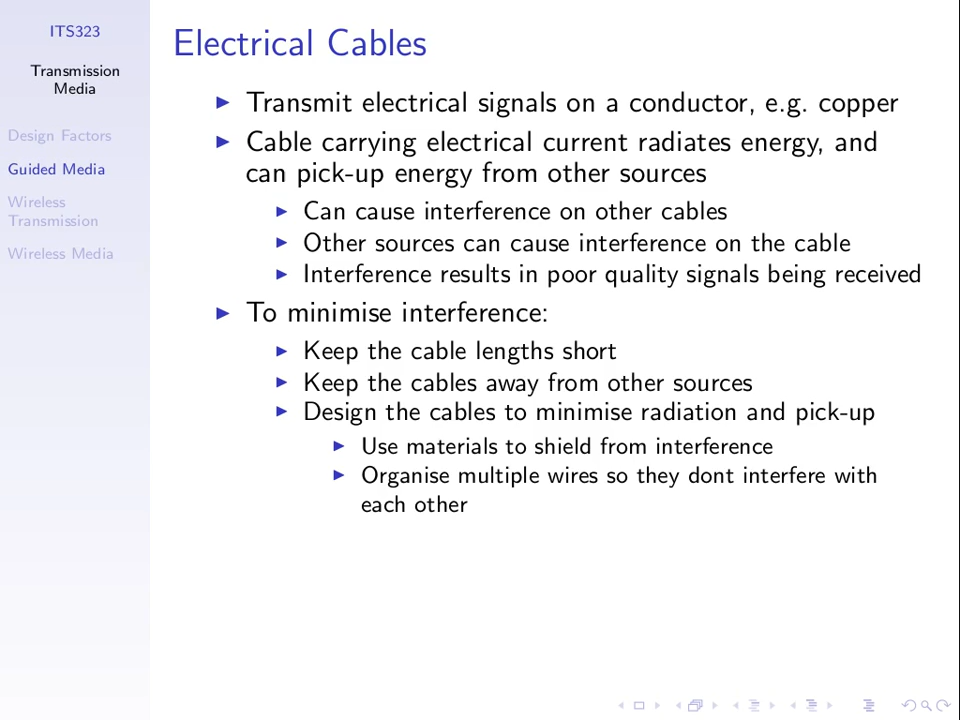 ITS323
Transmission
Media
Design Factors
Guided Media
Wireless
Transmission
Wireless Media
Electrical Cables
Transmit electrical signals on a conductor, e.g. copper
Cable carrying electrical current radiates energy, and
can pick-up energy from other sources
Can cause interference on other cables
Other sources can cause interference on the cable
Interference results in poor quality signals being received
To minimise interference:
Keep the cable lengths short
Keep the cables away from other sources
Design the cables to minimise radiation and pick-up
Use materials to shield from interference
Organise multiple wires so they dont interfere with
each other